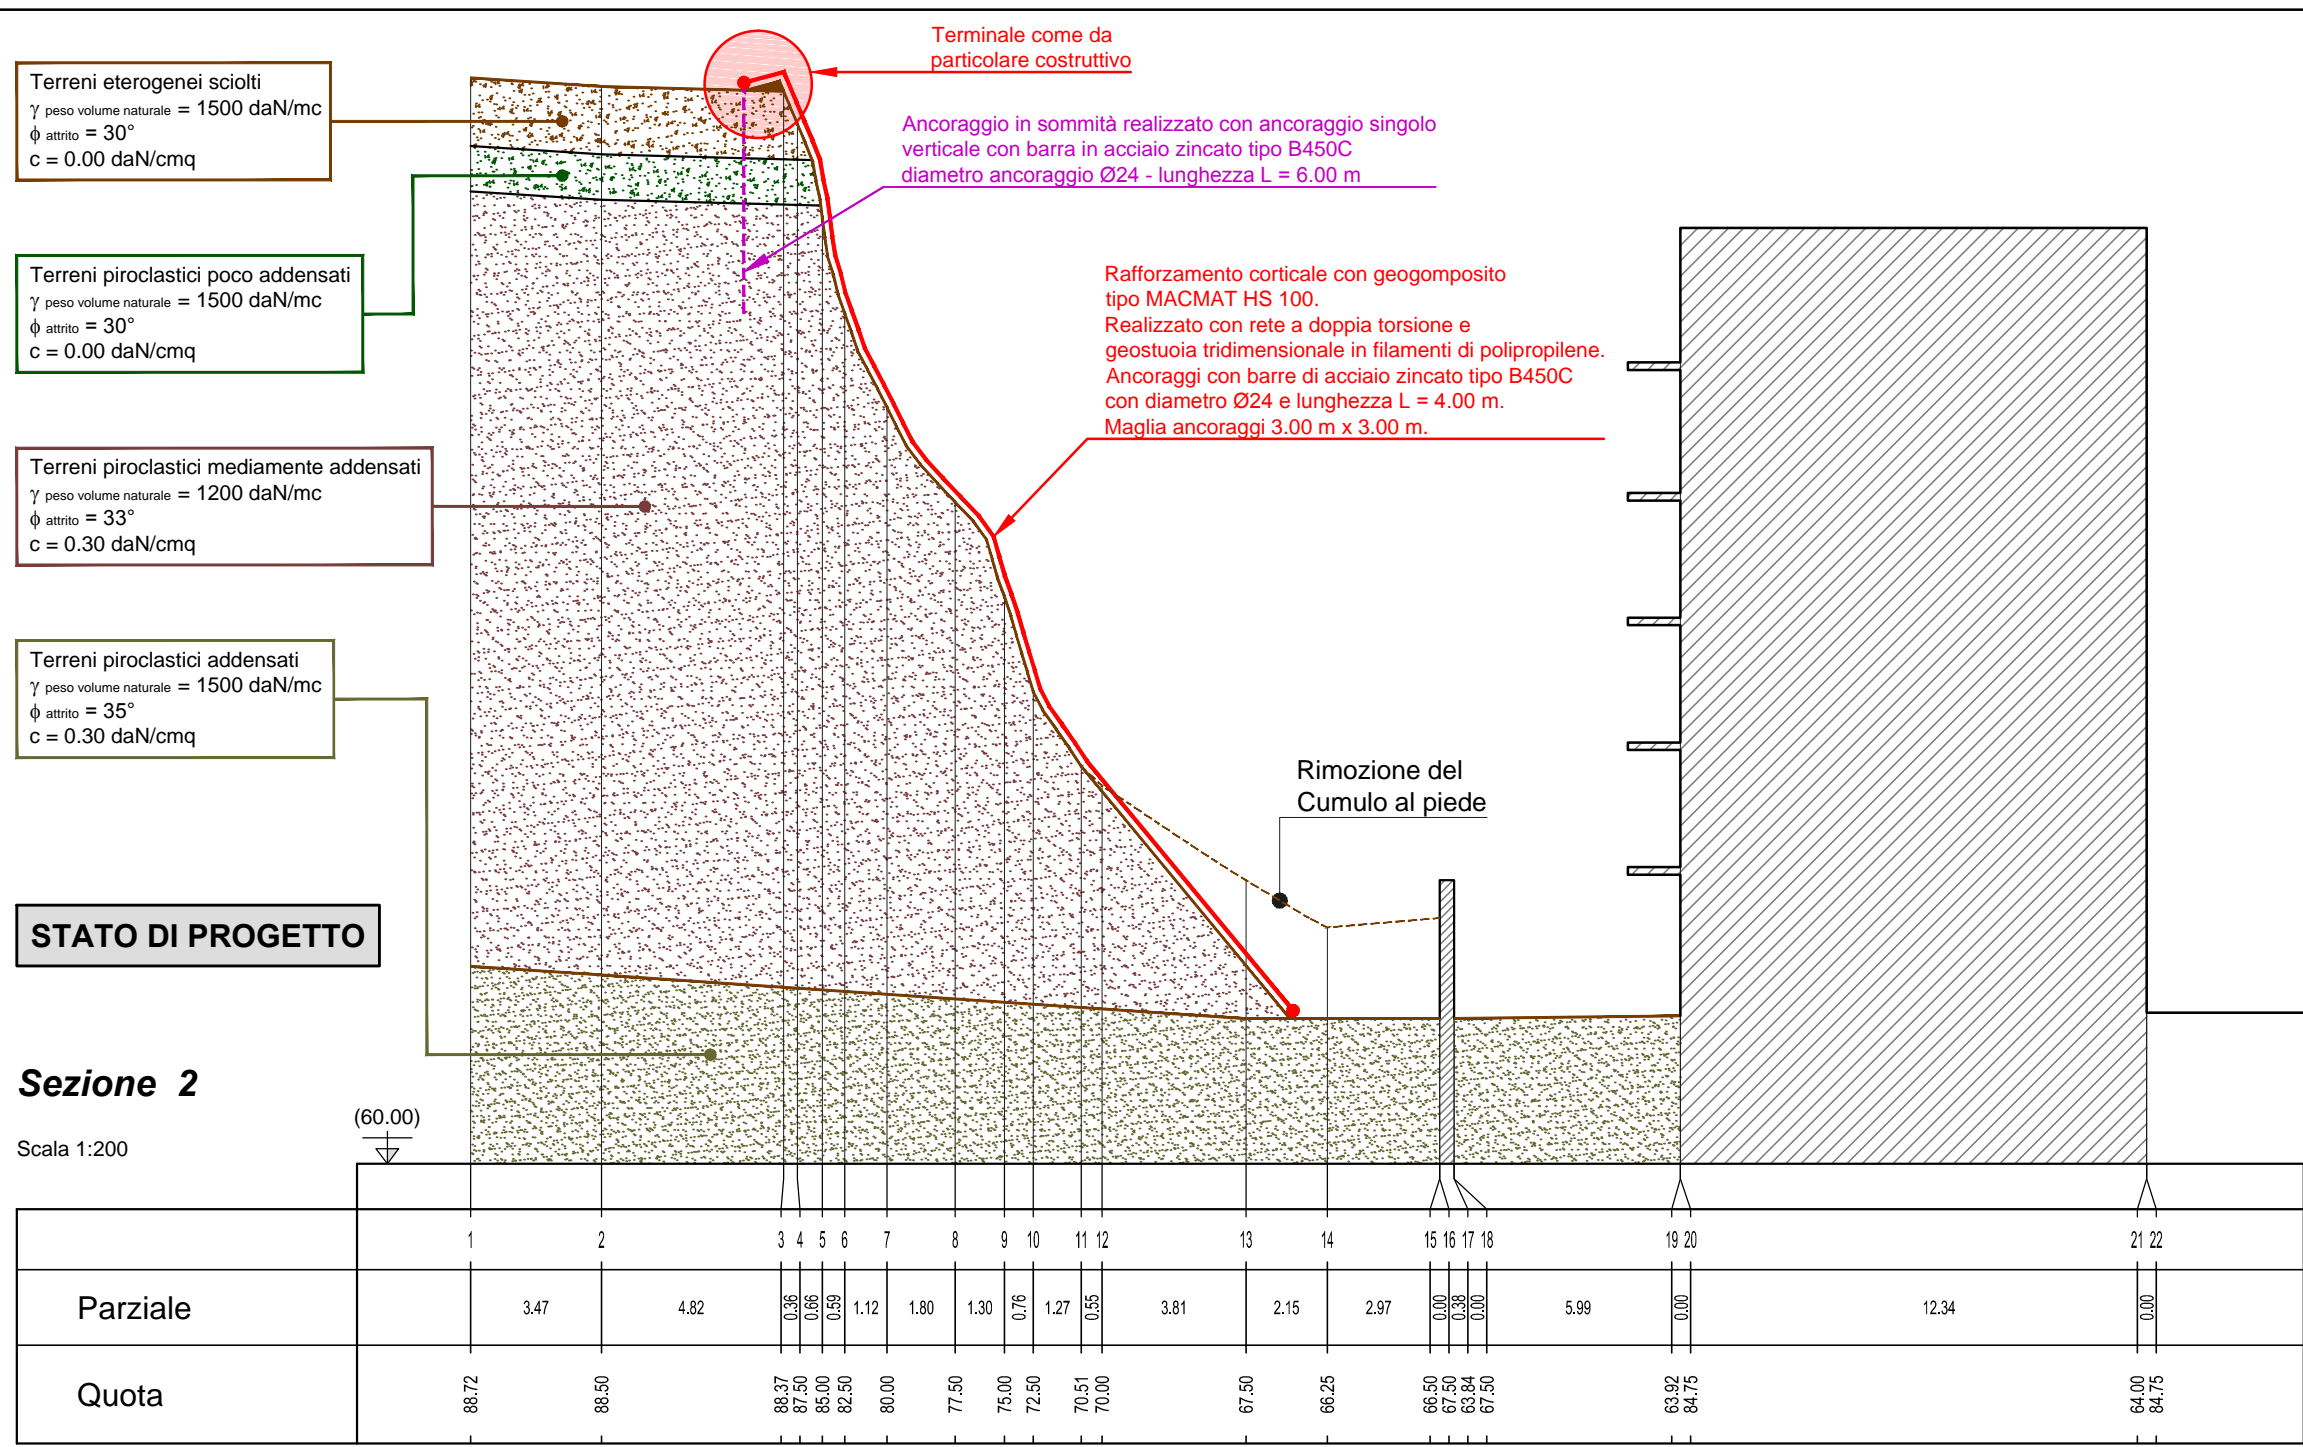 Terminale come da
particolare costruttivo
Terreni eterogenei sciolti
γ peso volume naturale = 1500 daN/mc
ϕ attrito = 30°
c = 0.00 daN/cmq
Ancoraggio in sommità realizzato con ancoraggio singolo
verticale con barra in acciaio zincato tipo B450C
diametro ancoraggio Ø24 - lunghezza L = 6.00 m
Terreni piroclastici poco addensati
γ peso volume naturale = 1500 daN/mc
ϕ attrito = 30°
c = 0.00 daN/cmq
Rafforzamento corticale con geogomposito
tipo MACMAT HS 100.
Realizzato con rete a doppia torsione e
geostuoia tridimensionale in filamenti di polipropilene.
Ancoraggi con barre di acciaio zincato tipo B450C
con diametro Ø24 e lunghezza L = 4.00 m.
Maglia ancoraggi 3.00 m x 3.00 m.
Terreni piroclastici mediamente addensati
γ peso volume naturale = 1200 daN/mc
ϕ attrito = 33°
c = 0.30 daN/cmq
Terreni piroclastici addensati
γ peso volume naturale = 1500 daN/mc
ϕ attrito = 35°
c = 0.30 daN/cmq
Rimozione del
Cumulo al piede
STATO DI PROGETTO
Sezione 2
(60.00)
Scala 1:200
1 2 3 4 5 6 7 8 9 10 11 12 13 14 15 16 17 18 19 20 21 22
Parziale 3.47 4.82 0.36 0.66 0.59 1.12 1.80 1.30 0.76 1.27 0.55 3.81 2.15 2.97 0.00 0.38 0.00 5.99 0.00 12.34 0.00
Quota 88.72 88.50 88.37 87.50 85.00 82.50 80.00 77.50 75.00 72.50 70.51 70.00 67.50 66.25 66.50 67.50 63.84 67.50 63.92 84.75 64.00 84.75